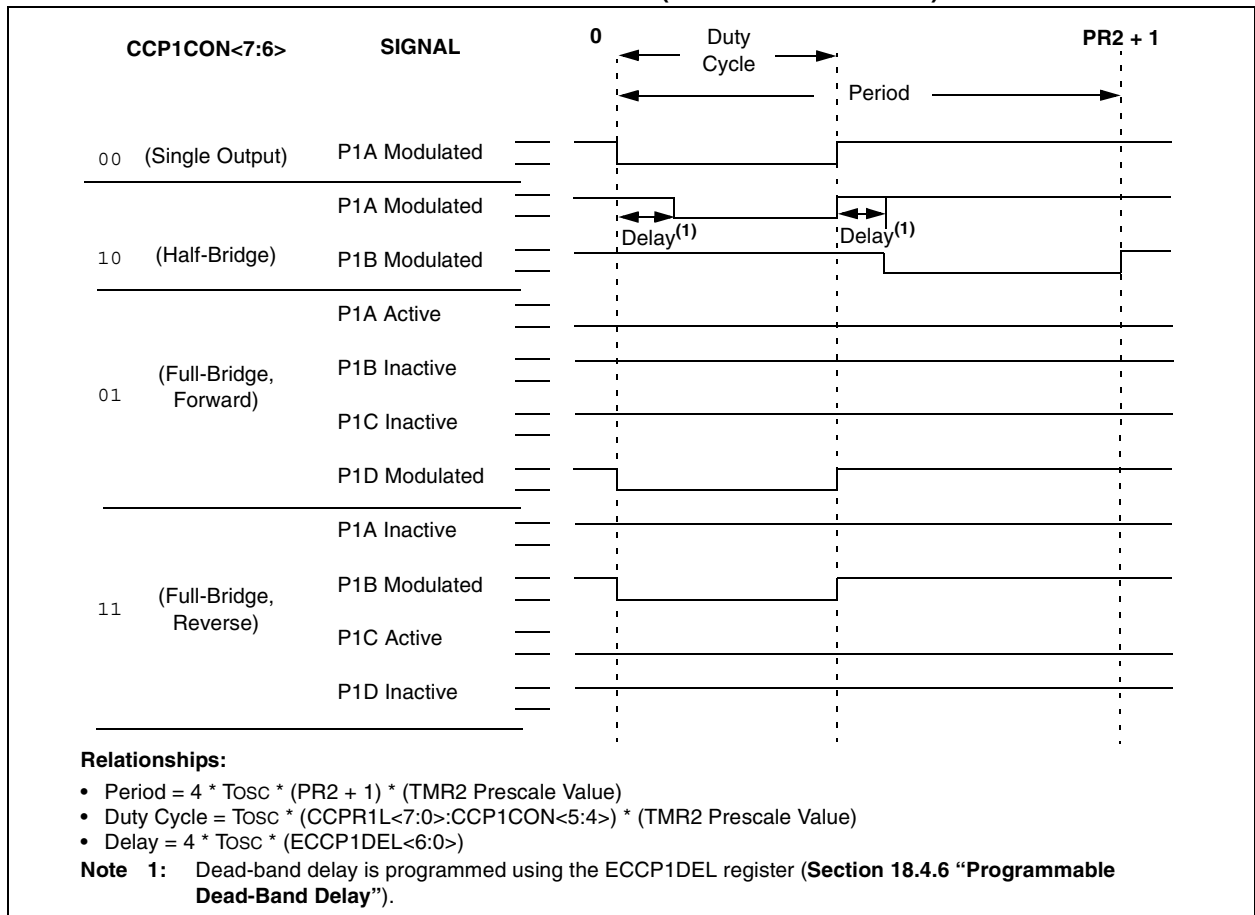 CCP1CON<7:6> SIGNAL 0 Duty Cycle PR2 + 1
Period
00 (Single Output) P1A Modulated
P1A Modulated
Delay(1) Delay(1)
10 (Half-Bridge) P1B Modulated
P1A Active
P1B Inactive
01 (Full-Bridge, Forward)
P1C Inactive
P1D Modulated
P1A Inactive
P1B Modulated
11 (Full-Bridge, Reverse)
P1C Active
P1D Inactive
Relationships:
• Period = 4 * TOSC * (PR2 + 1) * (TMR2 Prescale Value)
• Duty Cycle = TOSC * (CCPR1L<7:0>:CCP1CON<5:4>) * (TMR2 Prescale Value)
• Delay = 4 * TOSC * (ECCP1DEL<6:0>)
Note 1: Dead-band delay is programmed using the ECCP1DEL register (Section 18.4.6 “Programmable
Dead-Band Delay”).